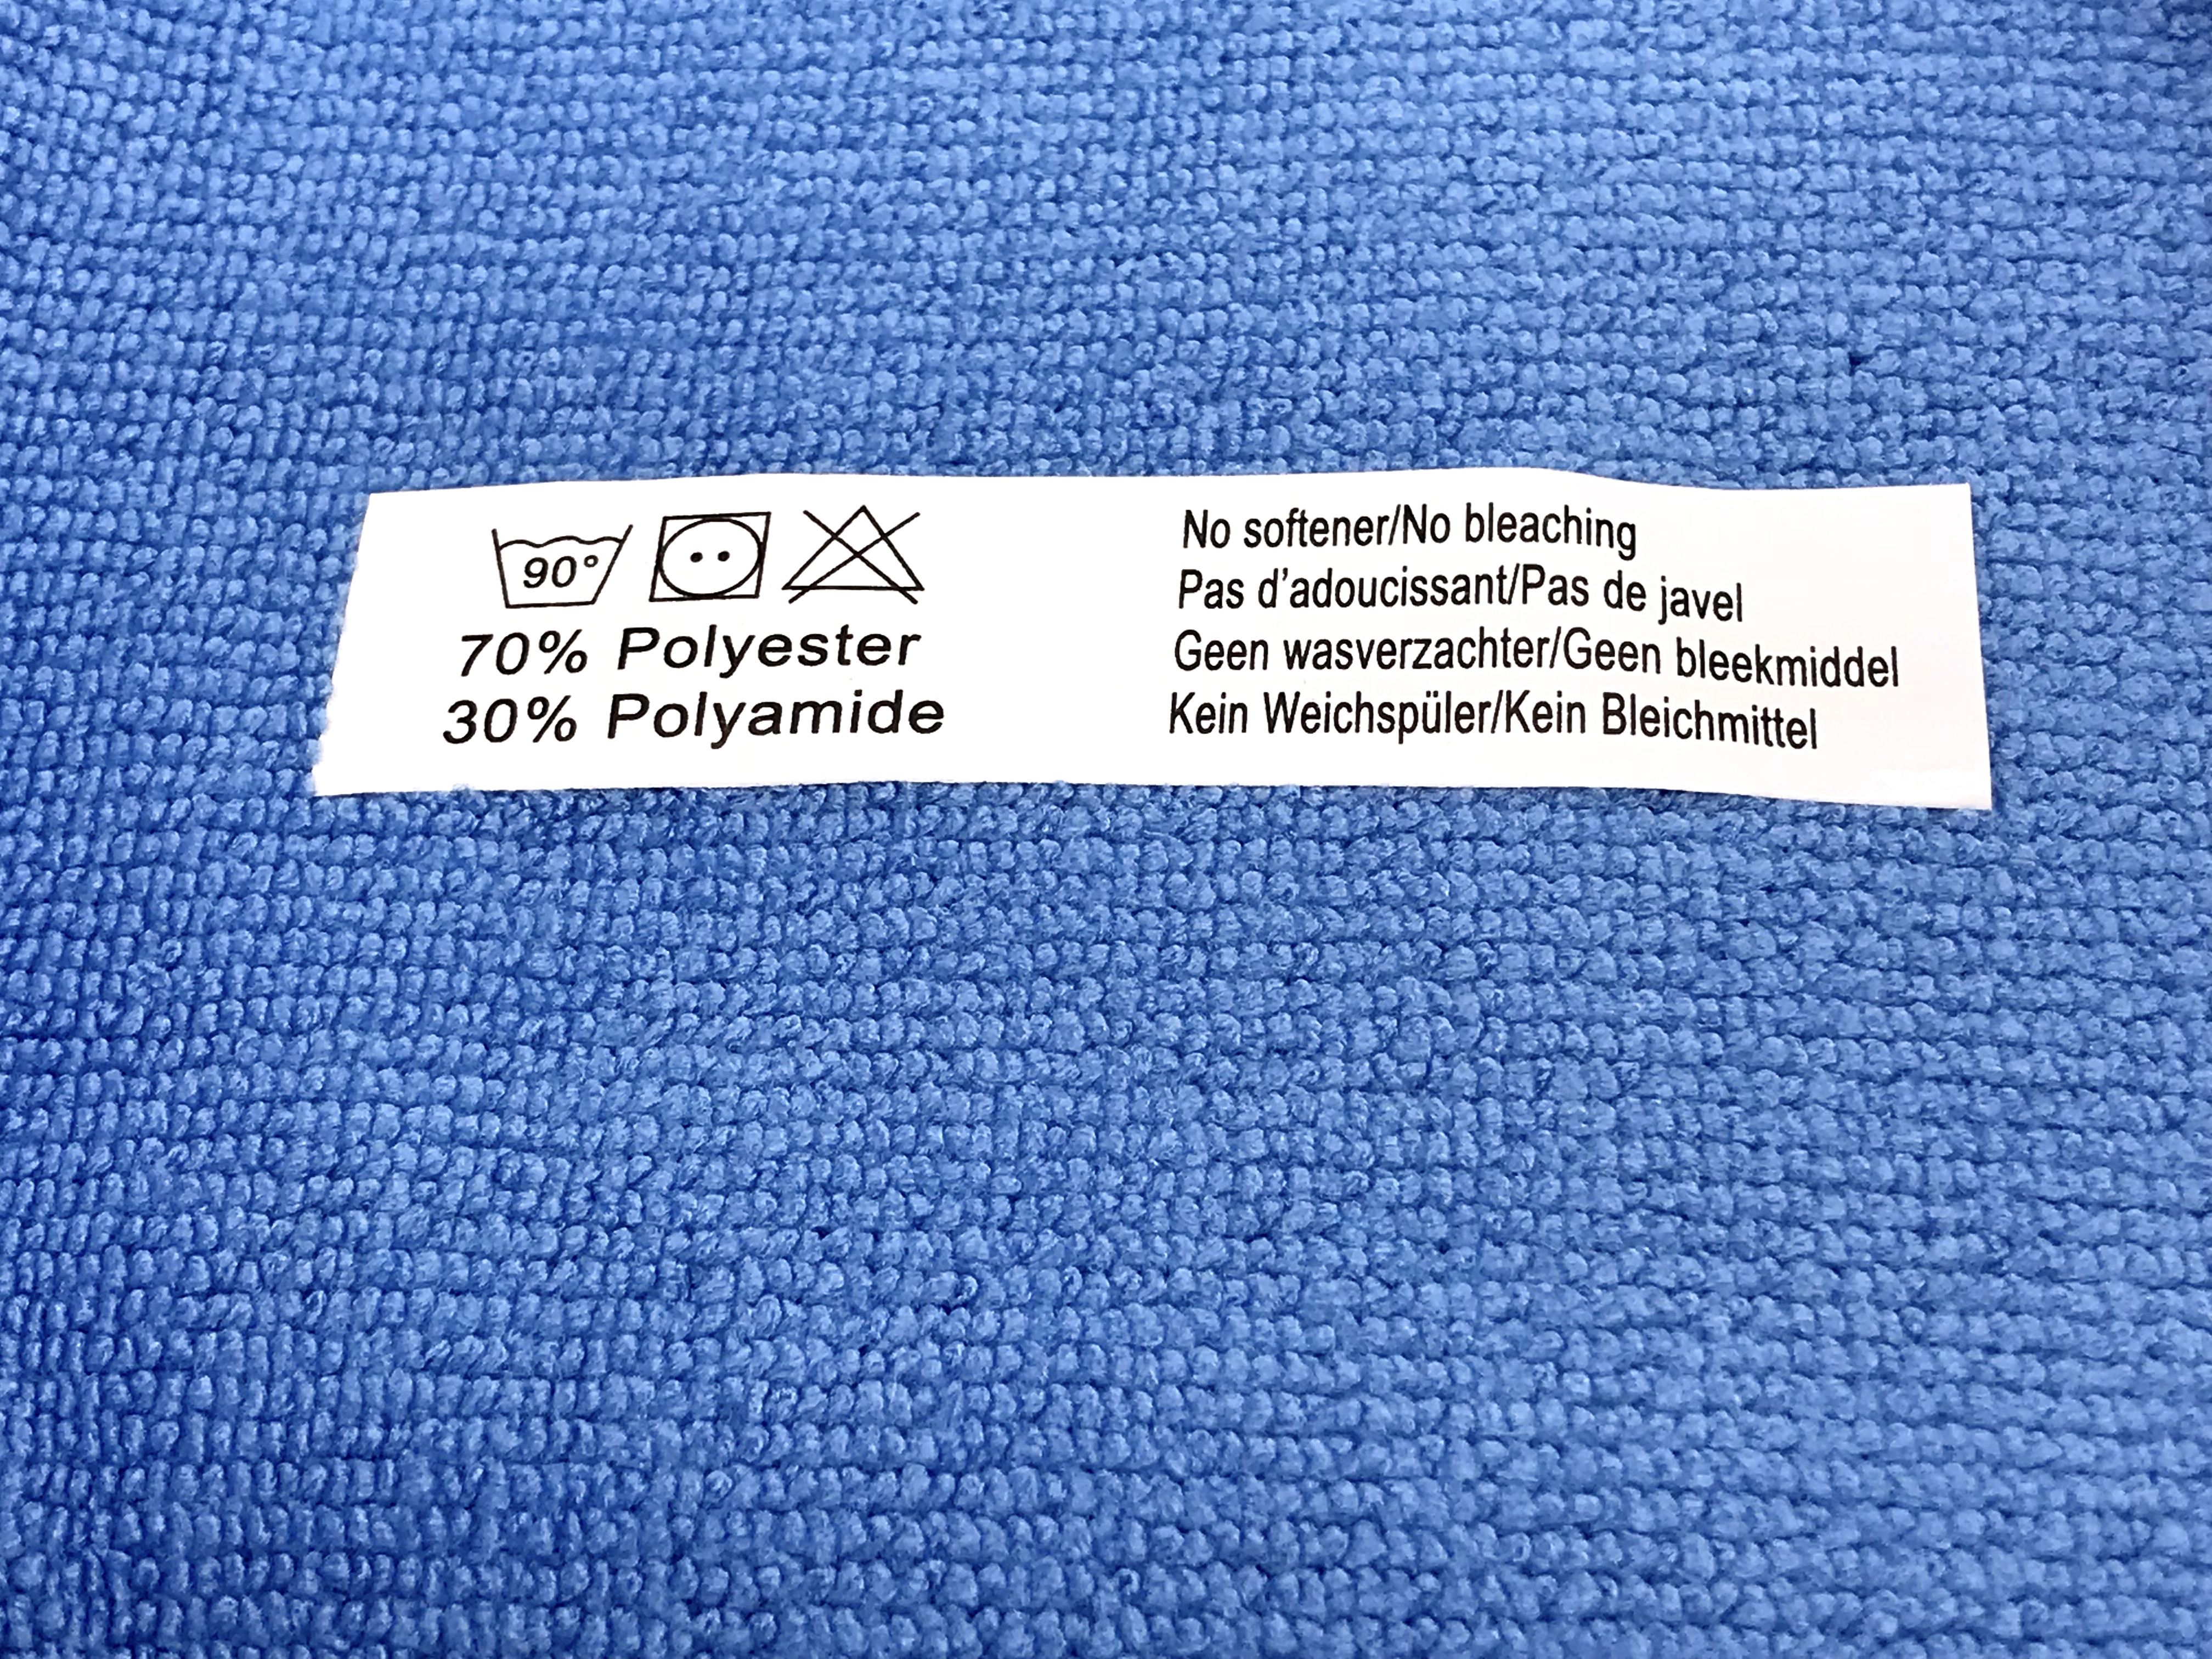 90°
70% Polyester
30% Polyamide
No softener/No bleaching
Pas d’adoucissant/Pas de javel
Geen wasverzachter/Geen bleekmiddel
Kein Weichspüler/Kein Bleichmittel